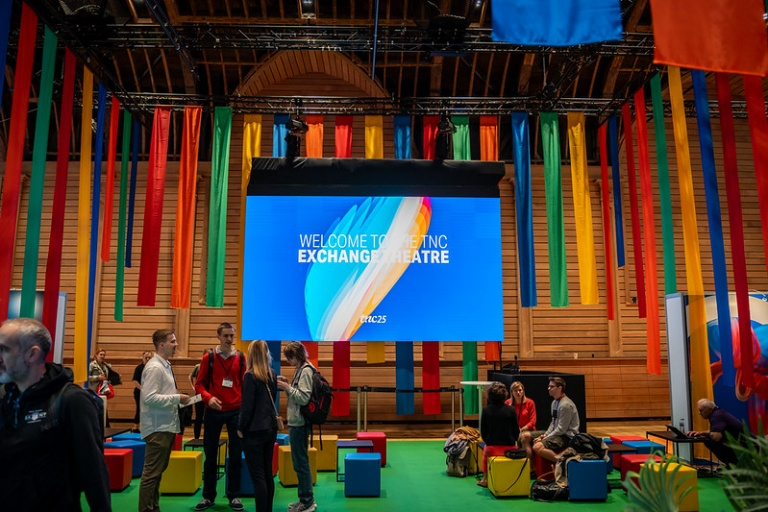 WELCOME TO THE TNC
EXCHANGE THEATRE
tnc25